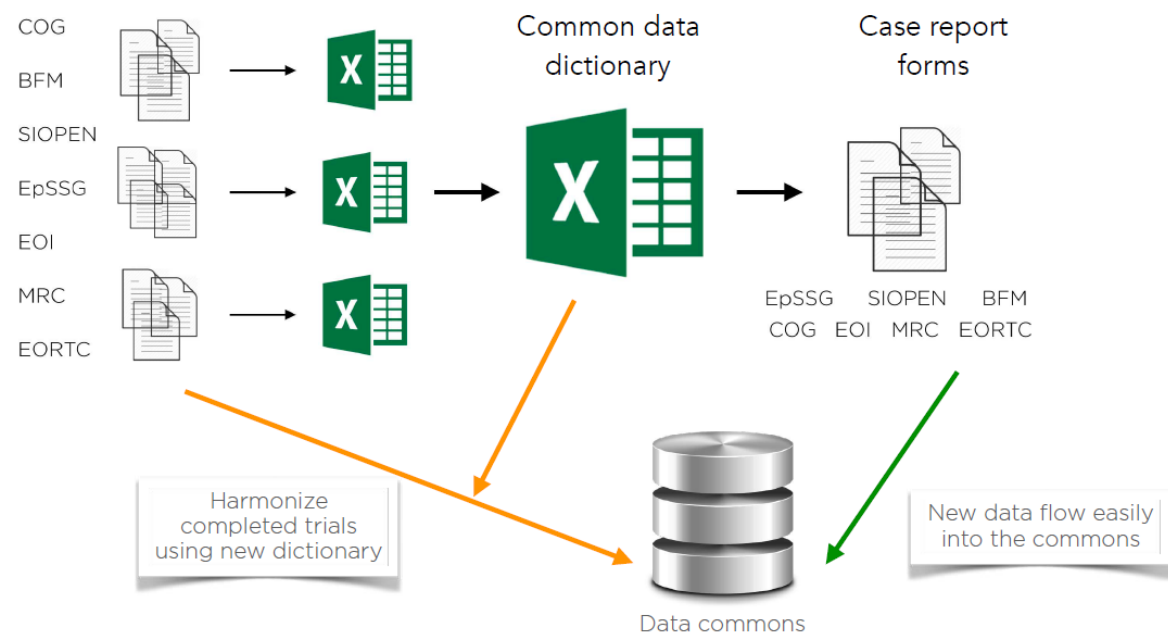 COG
BFM
SIOPEN
EpSSG
EOI
MRC
EORTC
X
X
X
Common data
dictionary
X
Case report
forms
EpSSG SIOPEN BFM
COG EOI MRC EORTC
Harmonize
completed trials
using new dictionary
New data flow easily
into the commons
Data commons